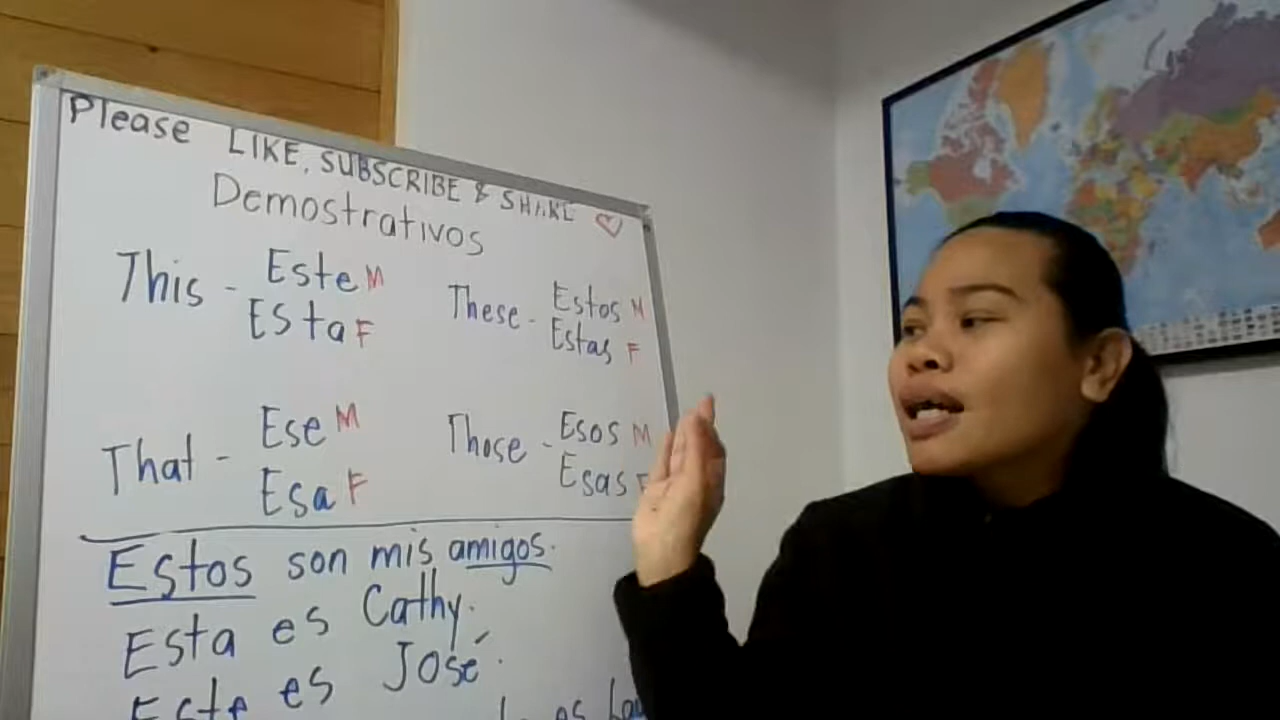 Please LIKE, SUBSCRIBE & SHARE
Demostrativos
This - Este M
Esta F
These - Estos M
Estas F
That - Ese M
Esa F
Those - Esos M
Esas F
Estos son mis amigos.
Esta es Cathy.
Este es José.
es